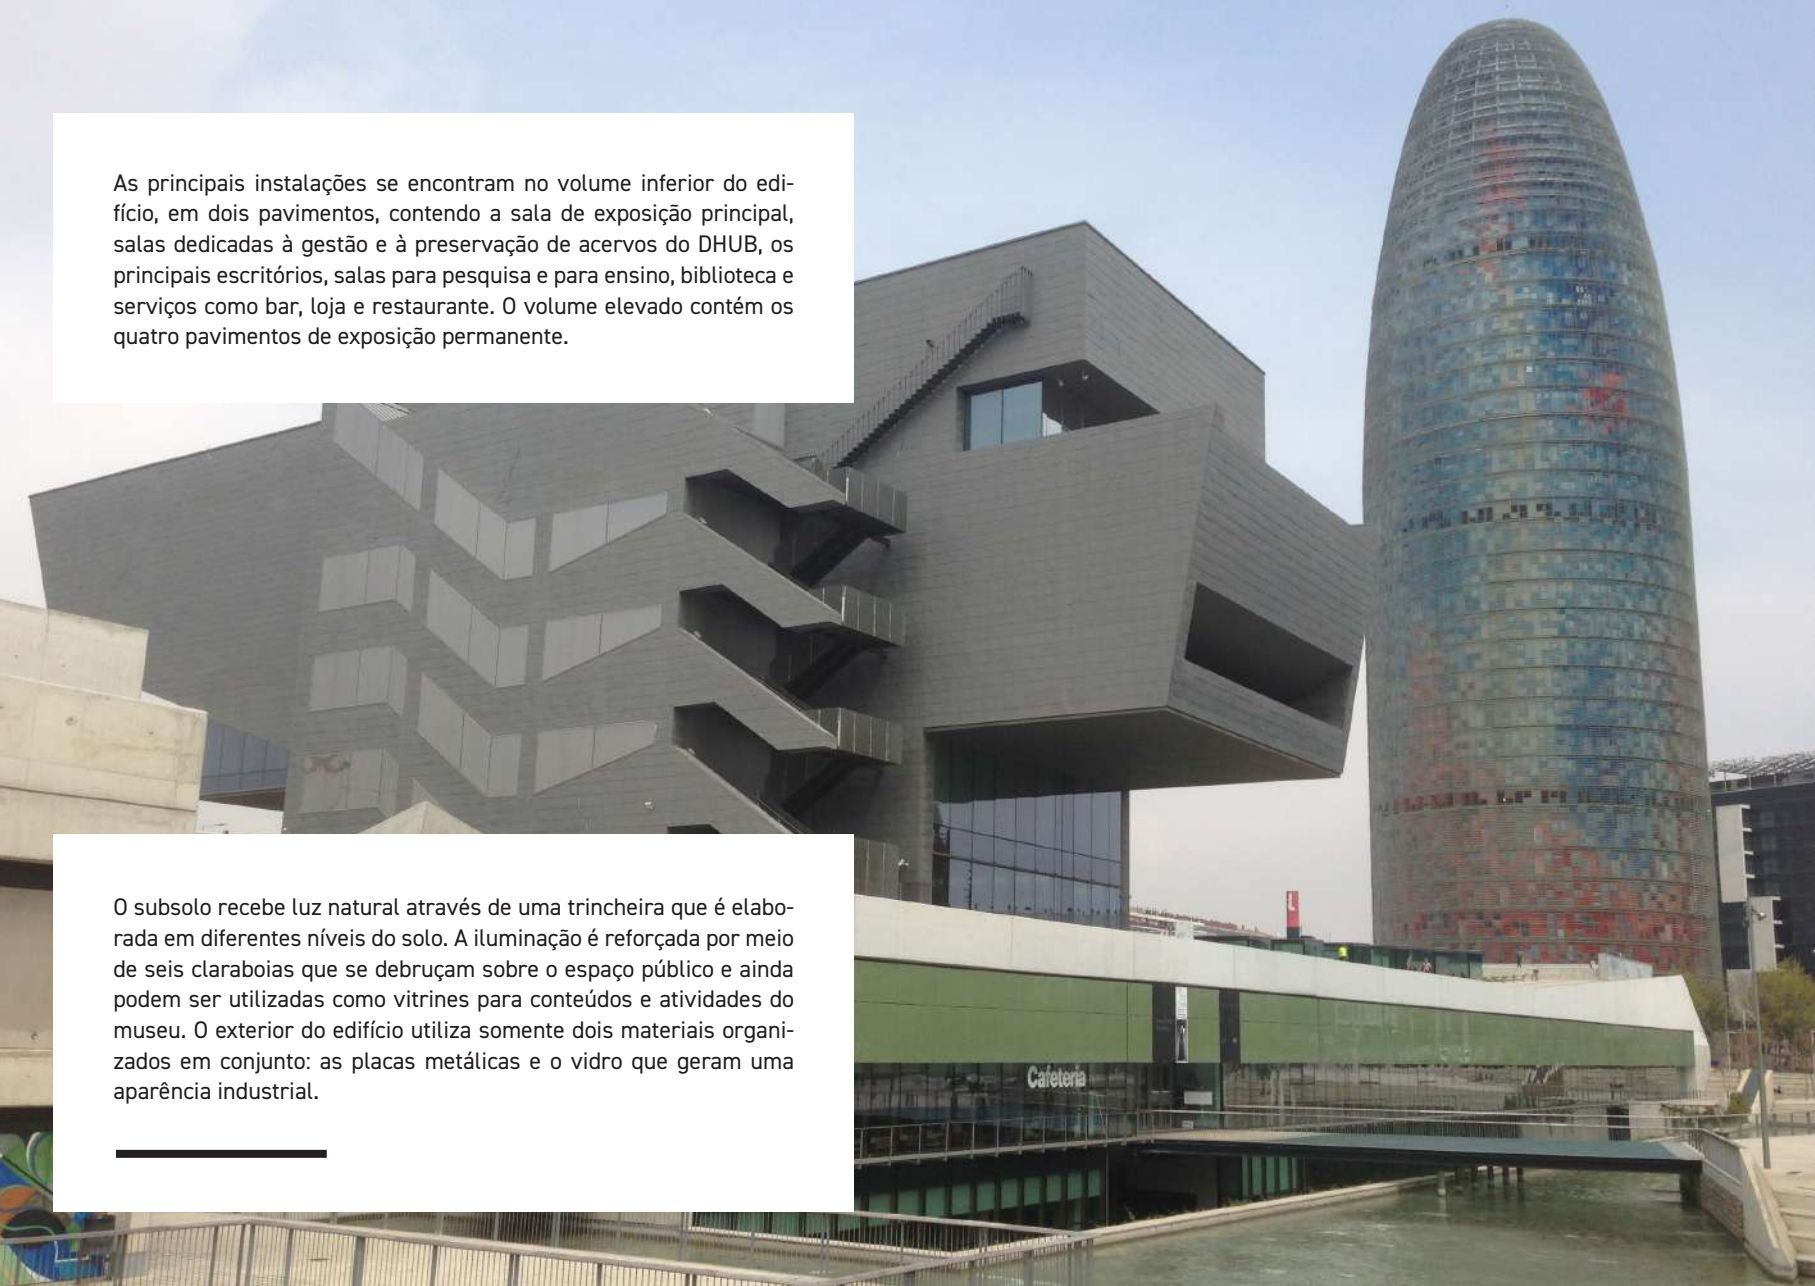 As principais instalações se encontram no volume inferior do edi-
fício, em dois pavimentos, contendo a sala de exposição principal,
salas dedicadas à gestão e à preservação de acervos do DHUB, os
principais escritórios, salas para pesquisa e para ensino, biblioteca e
serviços como bar, loja e restaurante. O volume elevado contém os
quatro pavimentos de exposição permanente.
O subsolo recebe luz natural através de uma trincheira que é elabo-
rada em diferentes níveis do solo. A iluminação é reforçada por meio
de seis claraboias que se debruçam sobre o espaço público e ainda
podem ser utilizadas como vitrines para conteúdos e atividades do
museu. O exterior do edifício utiliza somente dois materiais organi-
zados em conjunto: as placas metálicas e o vidro que geram uma
aparência industrial.
Cafeteria